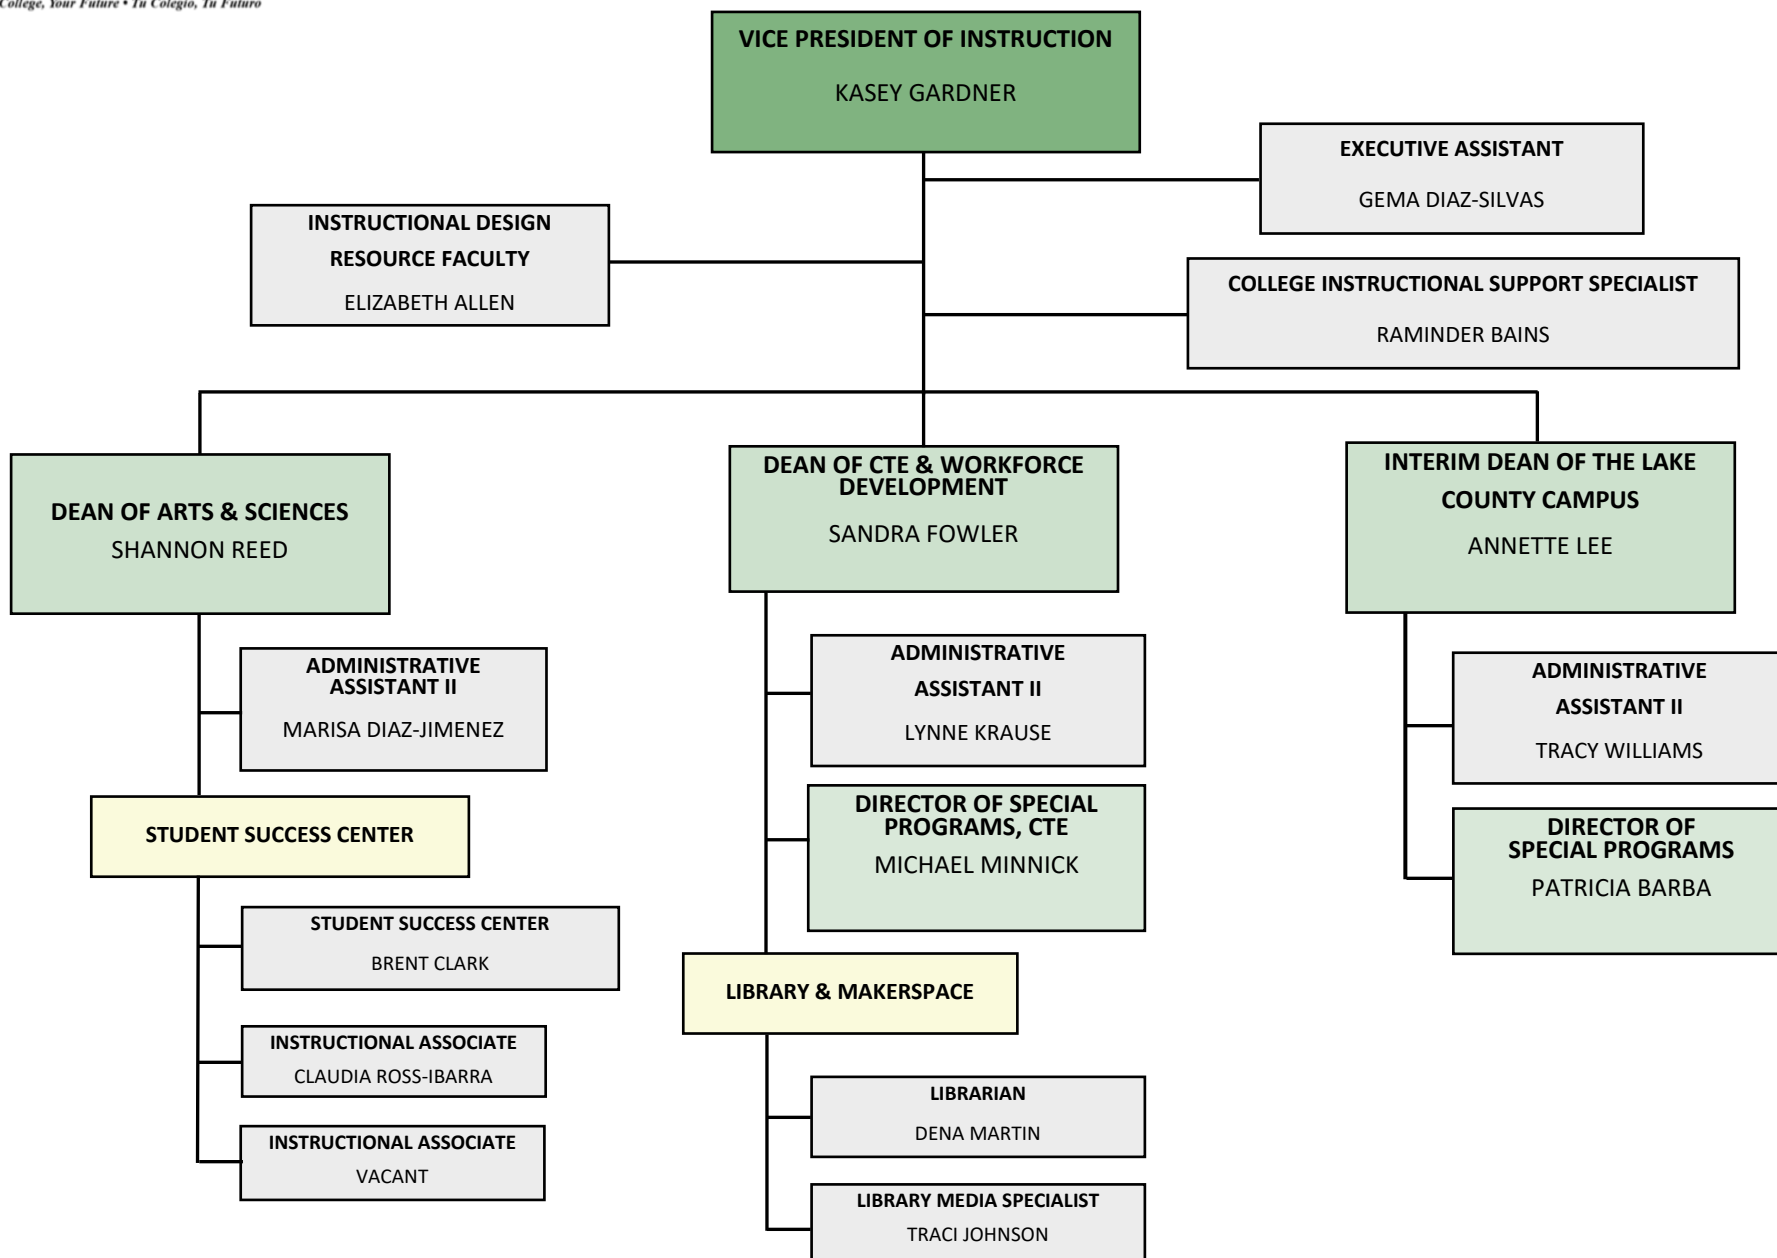 College, Your Future • Tu Colegio, Tu Futuro
VICE PRESIDENT OF INSTRUCTION
KASEY GARDNER
EXECUTIVE ASSISTANT
GEMA DIAZ-SILVAS
INSTRUCTIONAL DESIGN
RESOURCE FACULTY
ELIZABETH ALLEN
COLLEGE INSTRUCTIONAL SUPPORT SPECIALIST
RAMINDER BAINS
DEAN OF ARTS & SCIENCES
SHANNON REED
ADMINISTRATIVE
ASSISTANT II
MARISA DIAZ-JIMENEZ
STUDENT SUCCESS CENTER
STUDENT SUCCESS CENTER
BRENT CLARK
INSTRUCTIONAL ASSOCIATE
CLAUDIA ROSS-IBARRA
INSTRUCTIONAL ASSOCIATE
VACANT
DEAN OF CTE & WORKFORCE
DEVELOPMENT
SANDRA FOWLER
ADMINISTRATIVE
ASSISTANT II
LYNNE KRAUSE
DIRECTOR OF SPECIAL
PROGRAMS, CTE
MICHAEL MINNICK
LIBRARY & MAKERSPACE
LIBRARIAN
DENA MARTIN
LIBRARY MEDIA SPECIALIST
TRACI JOHNSON
INTERIM DEAN OF THE LAKE
COUNTY CAMPUS
ANNETTE LEE
ADMINISTRATIVE
ASSISTANT II
TRACY WILLIAMS
DIRECTOR OF
SPECIAL PROGRAMS
PATRICIA BARBA